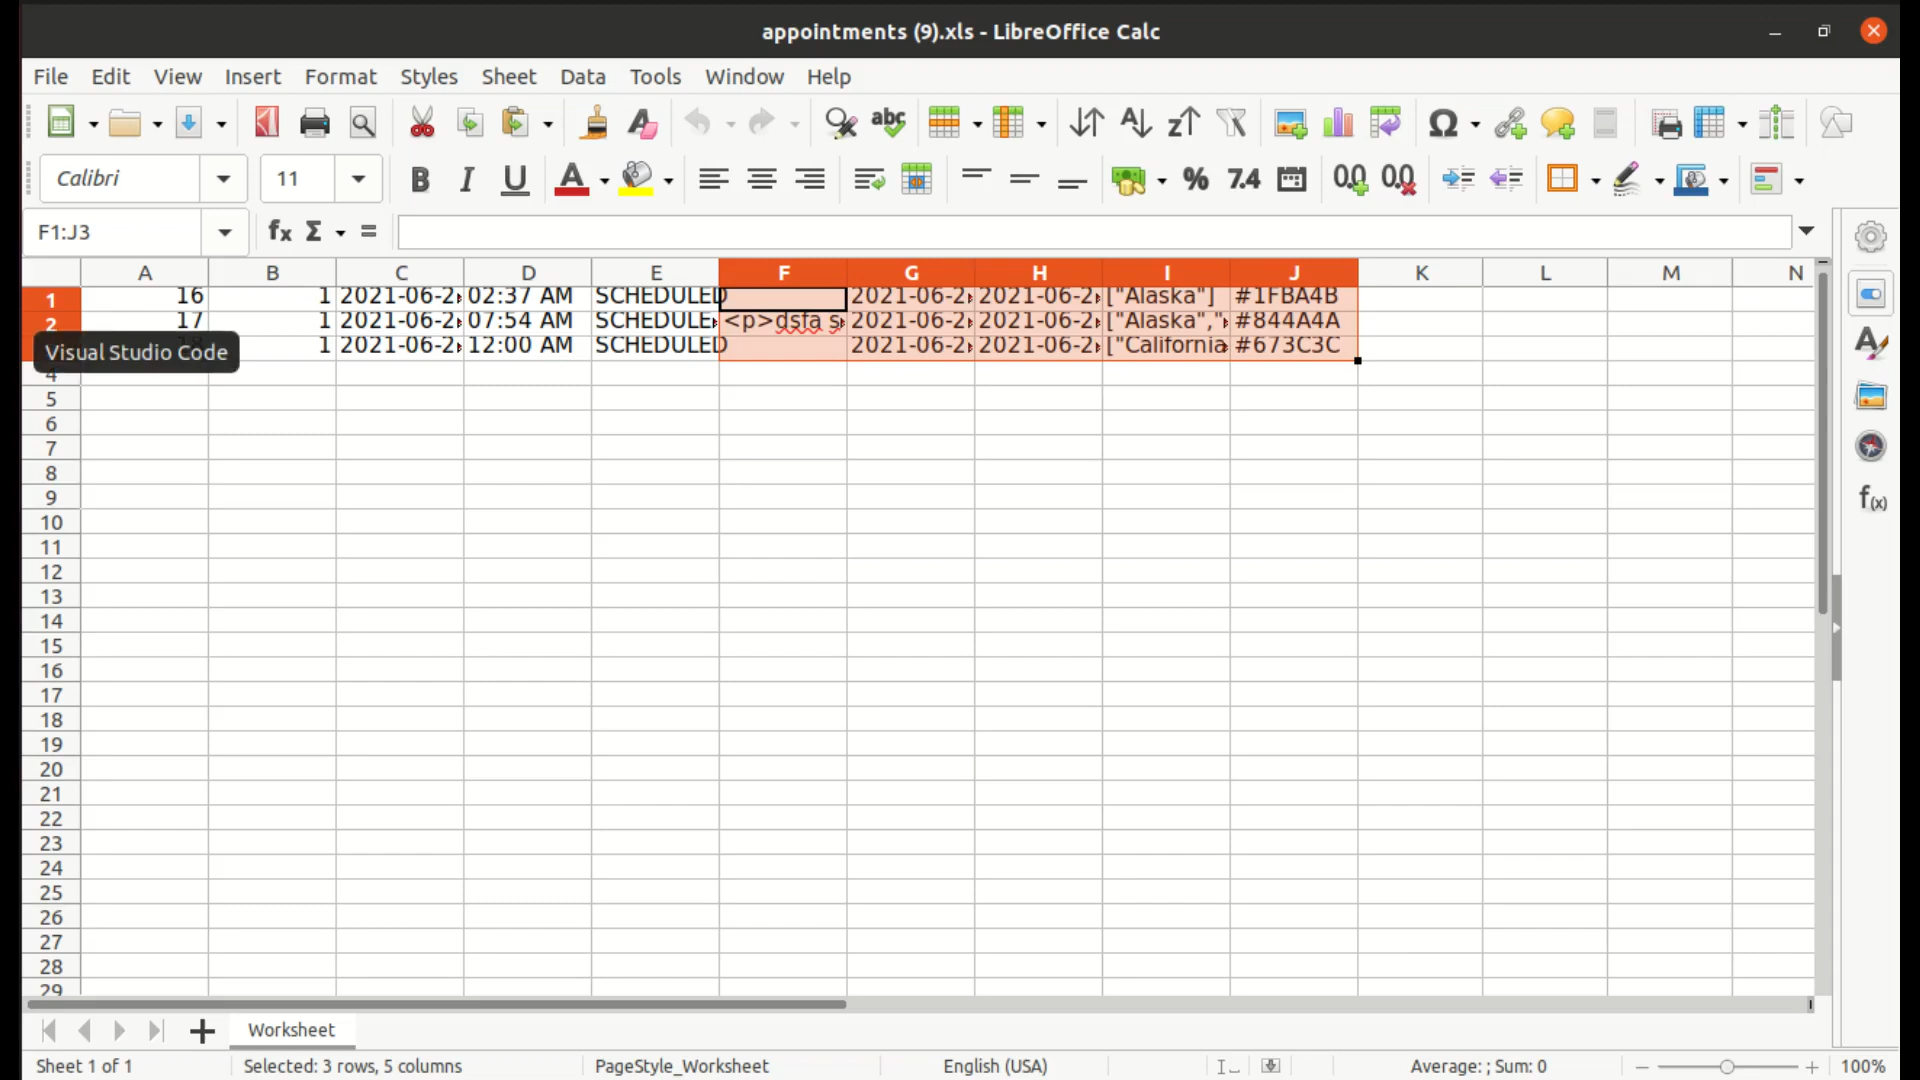 appointments (9).xls - LibreOffice Calc
File Edit View Insert Format Styles Sheet Data Tools Window Help
Calibri 11
F1:J3
A B C D E F G H I J K L M N
1 16 1 2021-06-2 02:37 AM SCHEDULED 2021-06-2 2021-06-2 ["Alaska"] #1FBA4B
2 17 1 2021-06-2 07:54 AM SCHEDULE <p>dsfa s 2021-06-2 2021-06-2 ["Alaska"," #844A4A
Visual Studio Code 1 2021-06-2 12:00 AM SCHEDULED 2021-06-2 2021-06-2 ["California #673C3C
4
5
6
7
8
9
10
11
12
13
14
15
16
17
18
19
20
21
22
23
24
25
26
27
28
29
Worksheet
Sheet 1 of 1 Selected: 3 rows, 5 columns PageStyle_Worksheet English (USA) Average: ; Sum: 0 100%